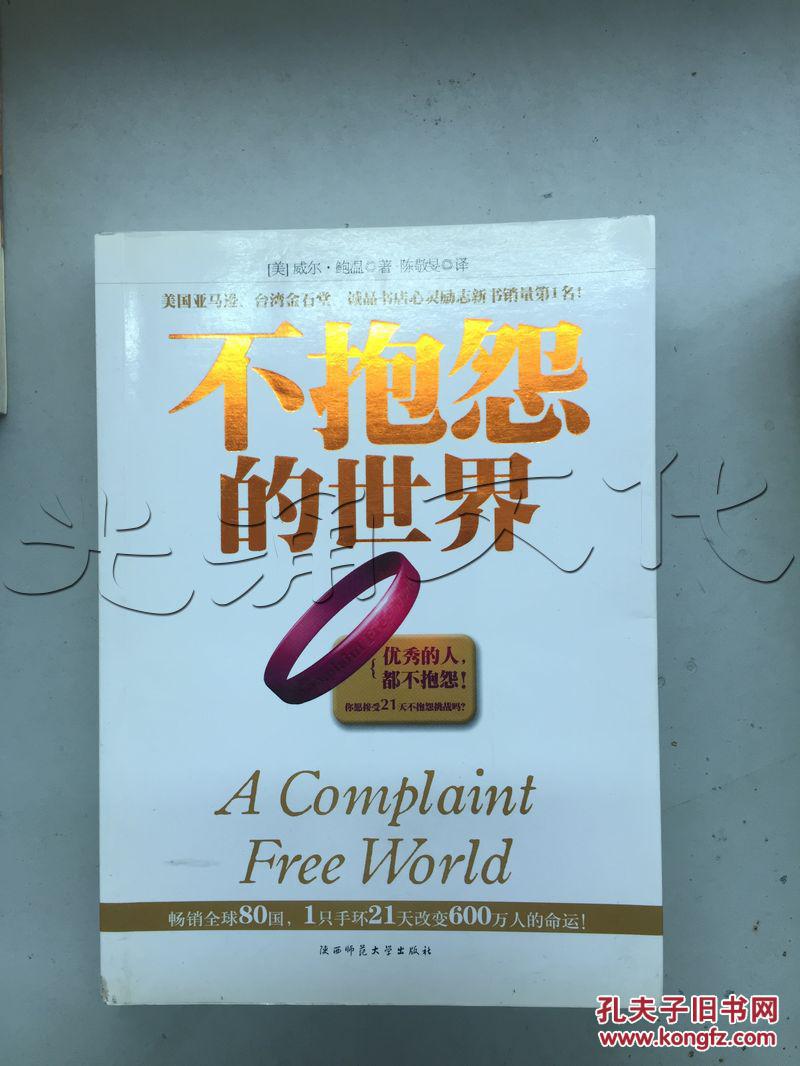 [美]威尔·鲍温◎著 陈敬旻◎译
美国亚马逊、台湾金石堂、诚品书店心灵励志新书销量第1名!
不抱怨
的世界
光浦文化
优秀的人,
都不抱怨!
你愿接受21天不抱怨挑战吗?
A Complaint
Free World
畅销全球80国,1只手环21天改变600万人的命运!
陕西师范大学出版社
孔夫子旧书网
www.kongfz.com